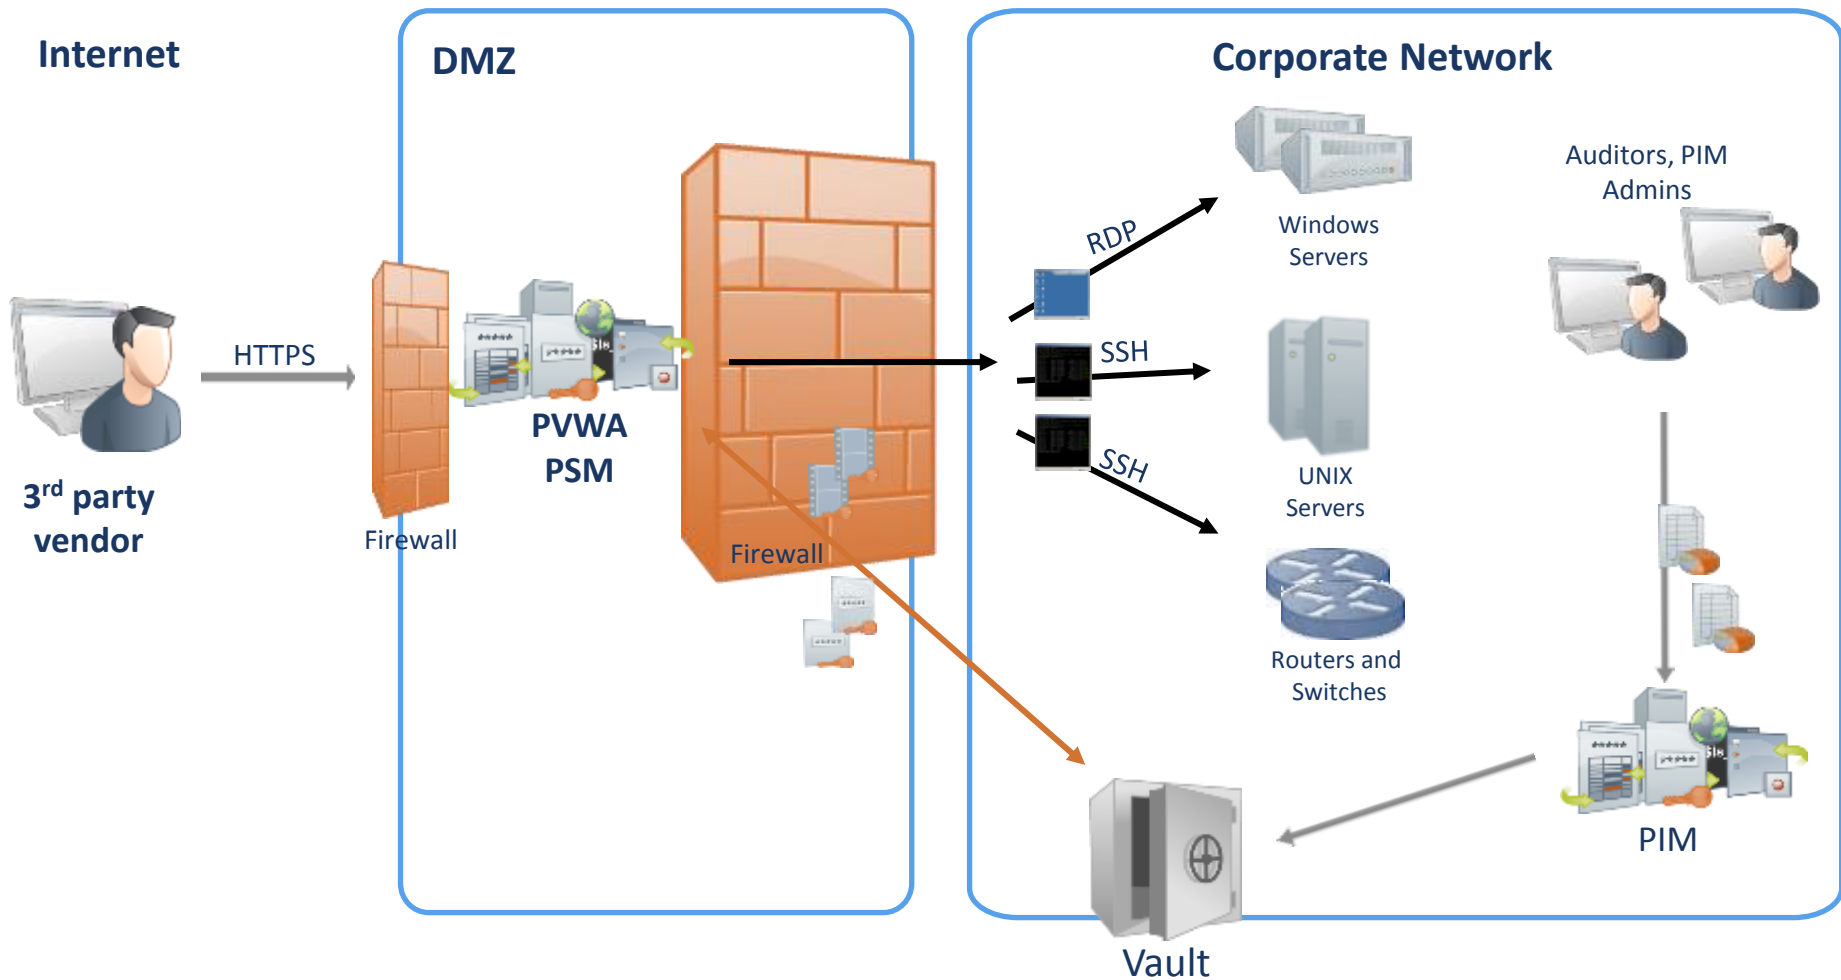 Internet
DMZ
Corporate Network
Auditors, PIM
Admins
Windows
Servers
RDP
HTTPS
SSH
PVWA
PSM
3rd party
vendor
SSH
UNIX
Servers
Firewall
Firewall
Routers and
Switches
PIM
Vault